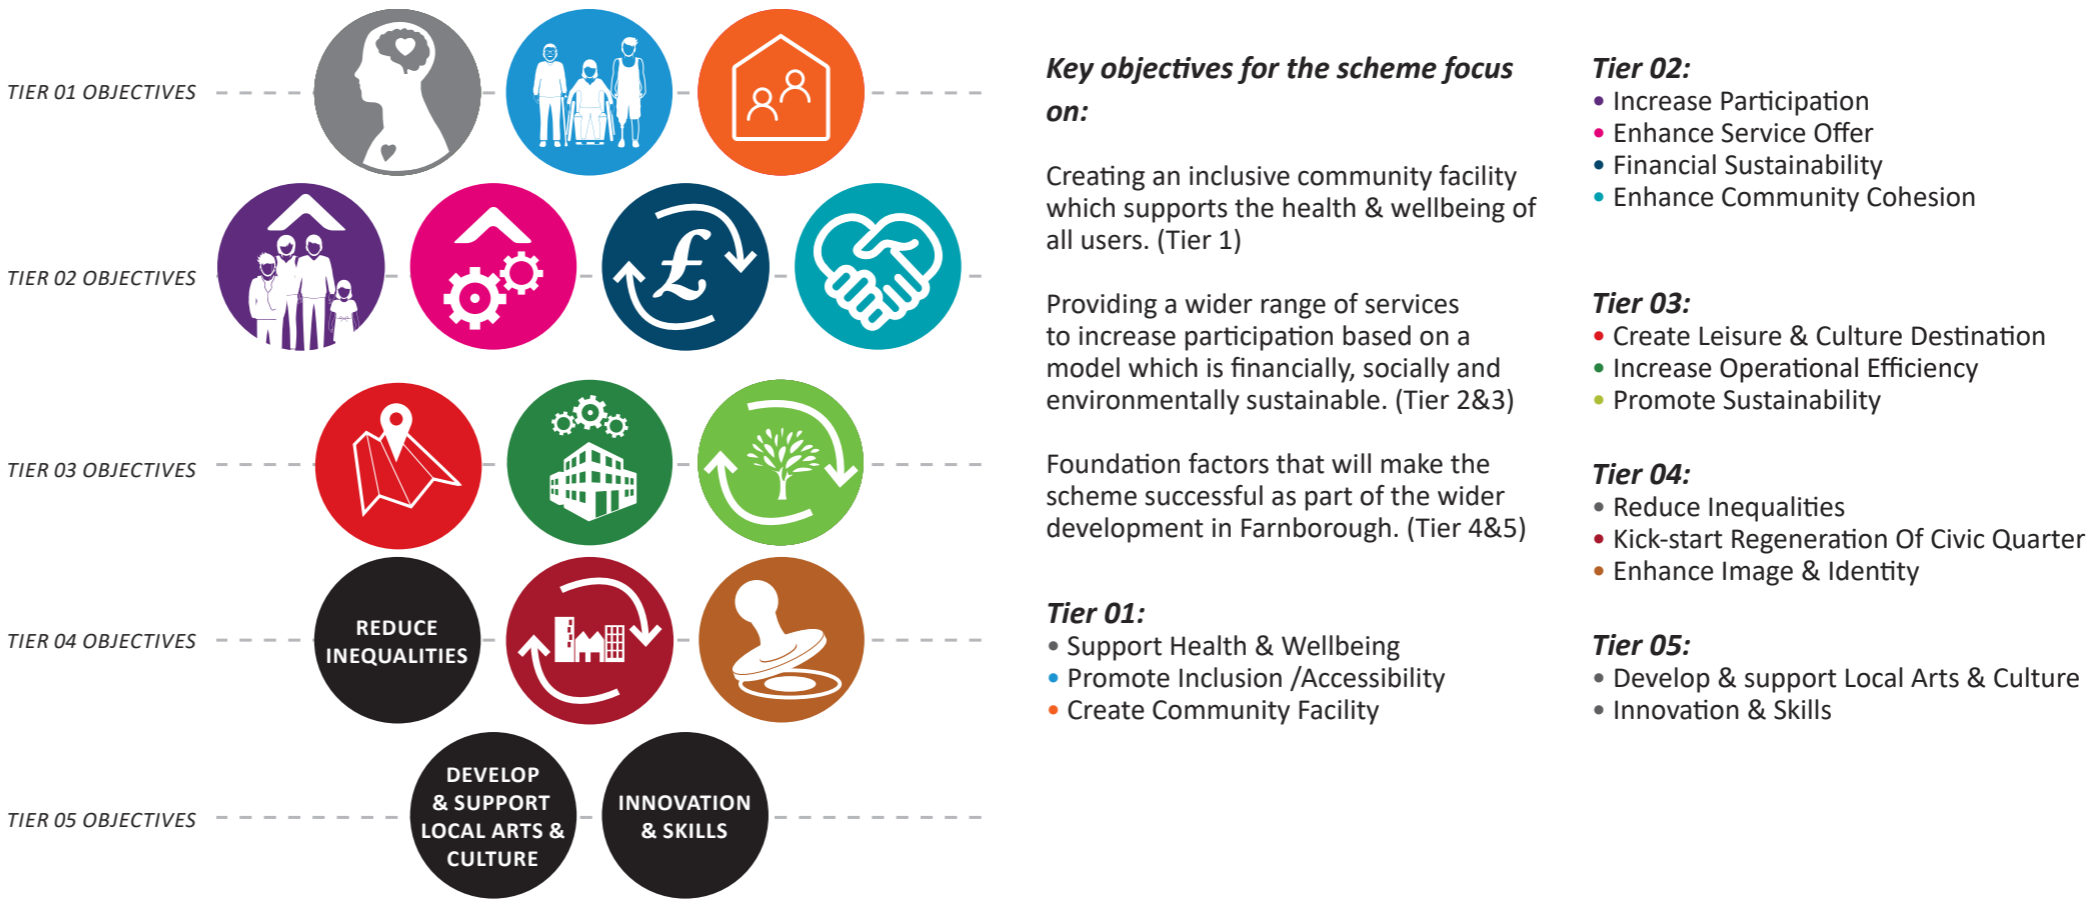 TIER 01 OBJECTIVES
TIER 02 OBJECTIVES
TIER 03 OBJECTIVES
TIER 04 OBJECTIVES
REDUCE
INEQUALITIES
TIER 05 OBJECTIVES
DEVELOP
& SUPPORT
LOCAL ARTS &
CULTURE
INNOVATION
& SKILLS
£
Key objectives for the scheme focus
on:
Creating an inclusive community facility
which supports the health & wellbeing of
all users. (Tier 1)
Providing a wider range of services
to increase participation based on a
model which is financially, socially and
environmentally sustainable. (Tier 2&3)
Foundation factors that will make the
scheme successful as part of the wider
development in Farnborough. (Tier 4&5)
Tier 01:
• Support Health & Wellbeing
• Promote Inclusion /Accessibility
• Create Community Facility
Tier 02:
• Increase Participation
• Enhance Service Offer
• Financial Sustainability
• Enhance Community Cohesion
Tier 03:
• Create Leisure & Culture Destination
• Increase Operational Efficiency
• Promote Sustainability
Tier 04:
• Reduce Inequalities
• Kick-start Regeneration Of Civic Quarter
• Enhance Image & Identity
Tier 05:
• Develop & support Local Arts & Culture
• Innovation & Skills